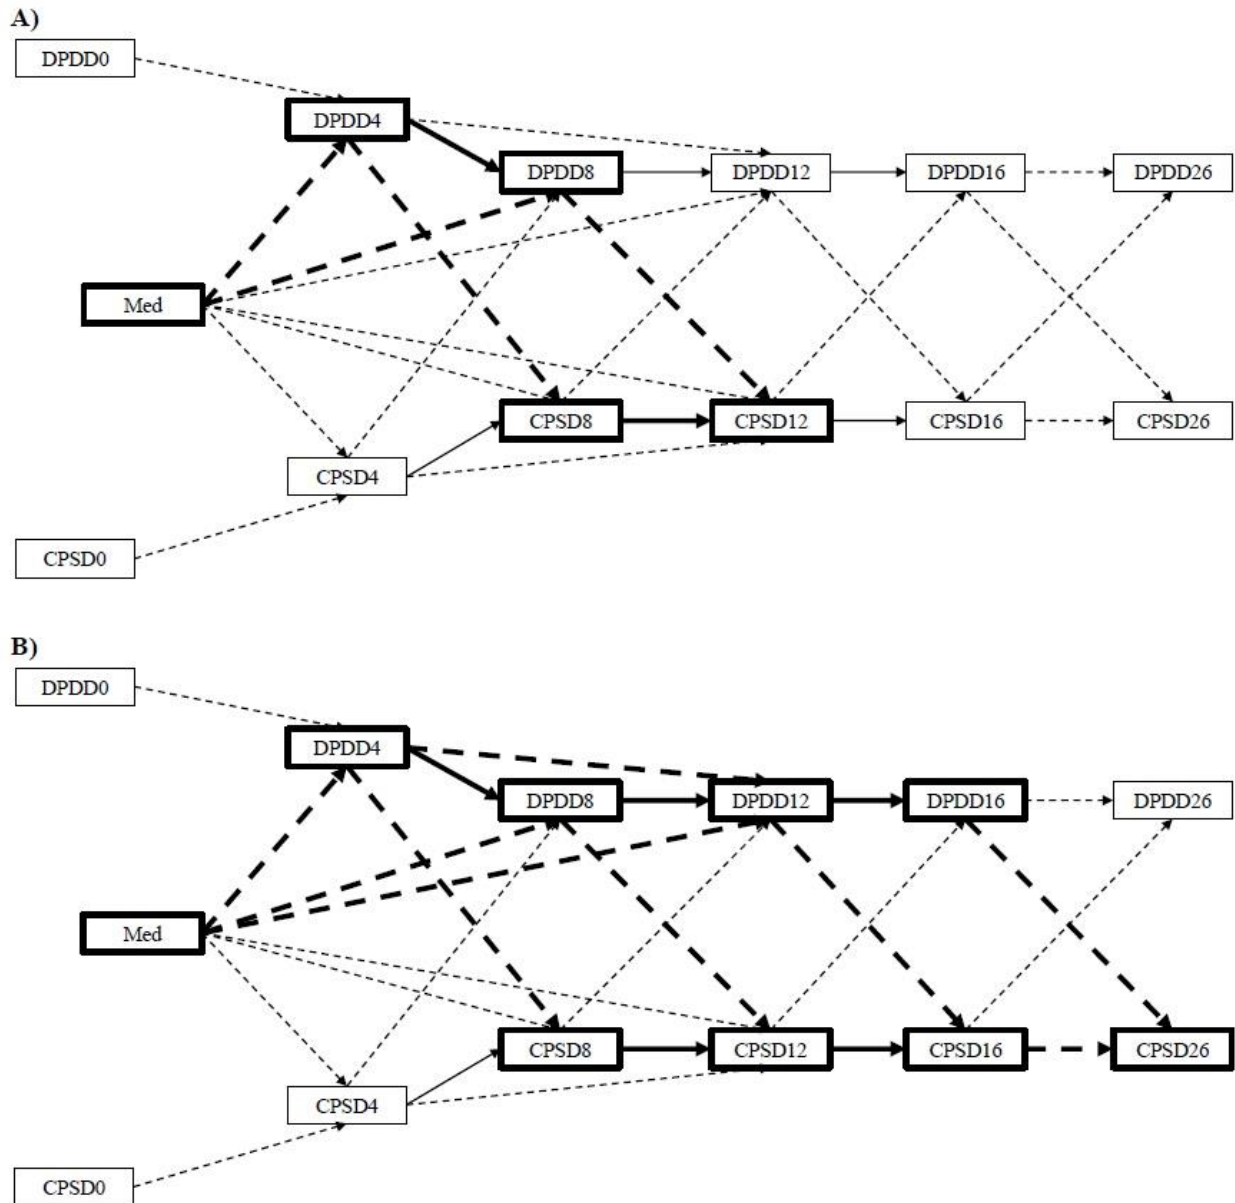 A)
DPDD0
DPDD4
DPDD8 DPDD12 DPDD16 DPDD26
Med
CPSD8 CPSD12 CPSD16 CPSD26
CPSD4
CPSD0
B)
DPDD0
DPDD4
DPDD8 DPDD12 DPDD16 DPDD26
Med
CPSD8 CPSD12 CPSD16 CPSD26
CPSD4
CPSD0